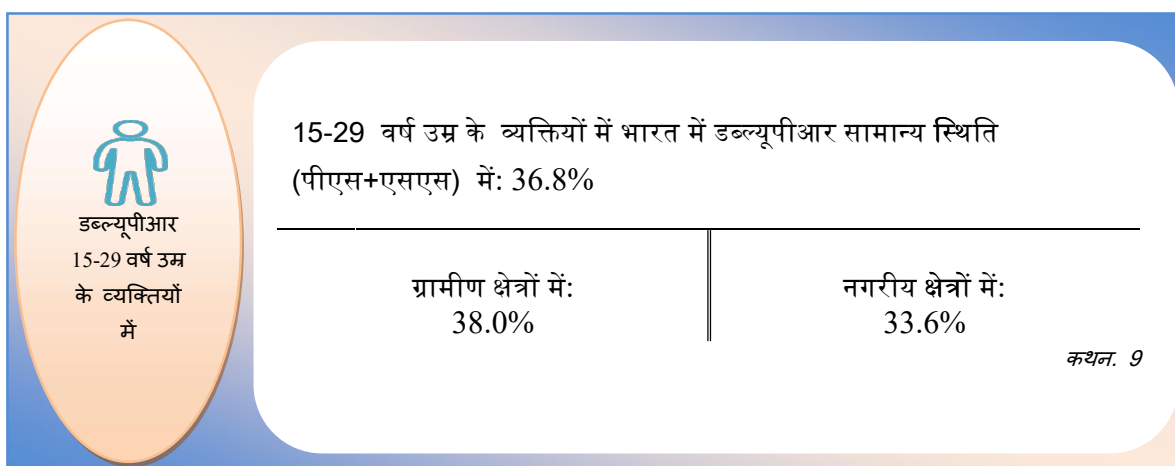 डब्ल्यूपीआर
15-29 वर्ष उम्र
के व्यक्तियों
में
15-29 वर्ष उम्र के व्यक्तियों में भारत में डब्ल्यूपीआर सामान्य स्थिति
(पीएस+एसएस) में: 36.8%
ग्रामीण क्षेत्रों में:
38.0%
नगरीय क्षेत्रों में:
33.6%
कथन. 9